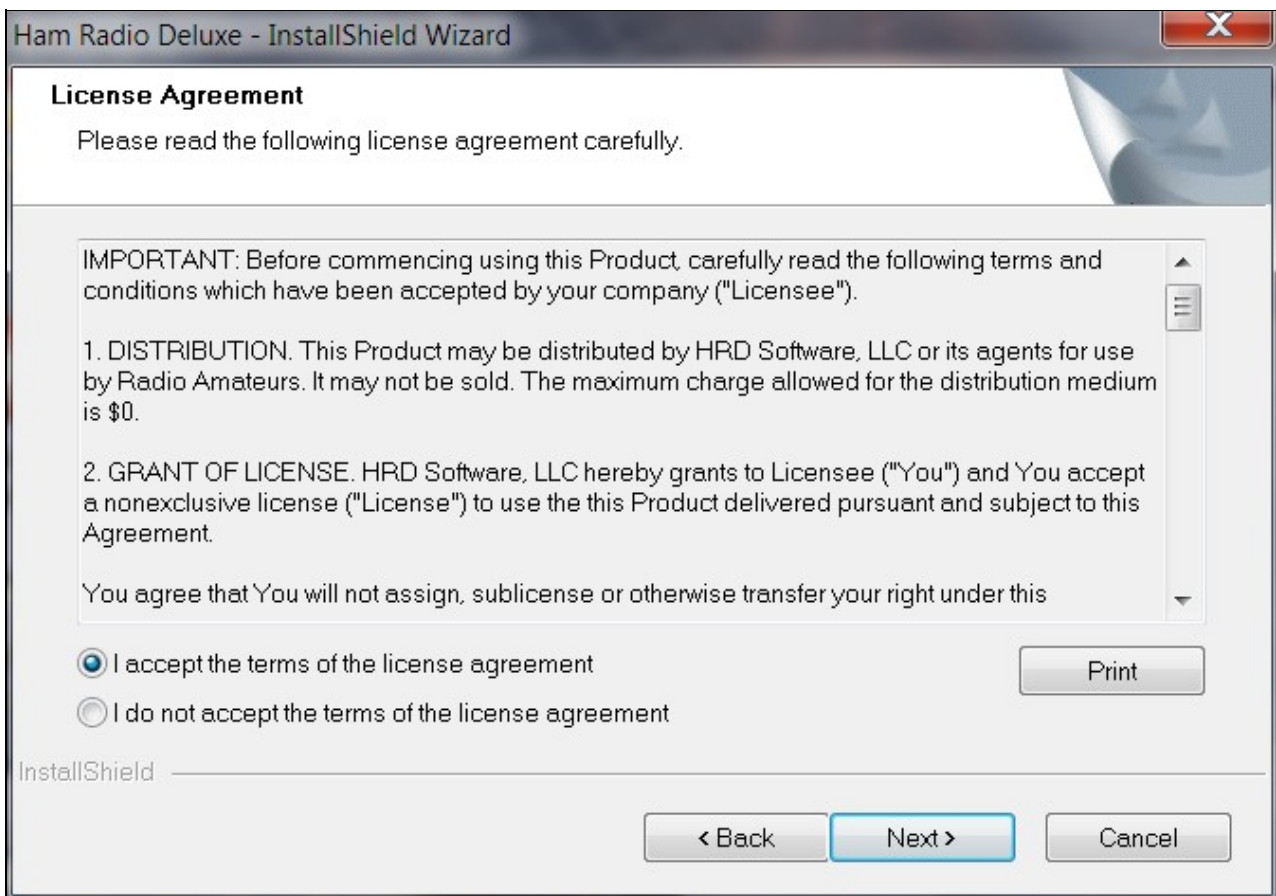 Ham Radio Deluxe - InstallShield Wizard
X
License Agreement
Please read the following license agreement carefully.
IMPORTANT: Before commencing using this Product, carefully read the following terms and
conditions which have been accepted by your company ("Licensee").
1. DISTRIBUTION. This Product may be distributed by HRD Software, LLC or its agents for use
by Radio Amateurs. It may not be sold. The maximum charge allowed for the distribution medium
is $0.
2. GRANT OF LICENSE. HRD Software, LLC hereby grants to Licensee ("You") and You accept
a nonexclusive license ("License") to use the this Product delivered pursuant and subject to this
Agreement.
You agree that You will not assign, sublicense or otherwise transfer your right under this
I accept the terms of the license agreement
Print
I do not accept the terms of the license agreement
InstallShield
< Back
Next >
Cancel